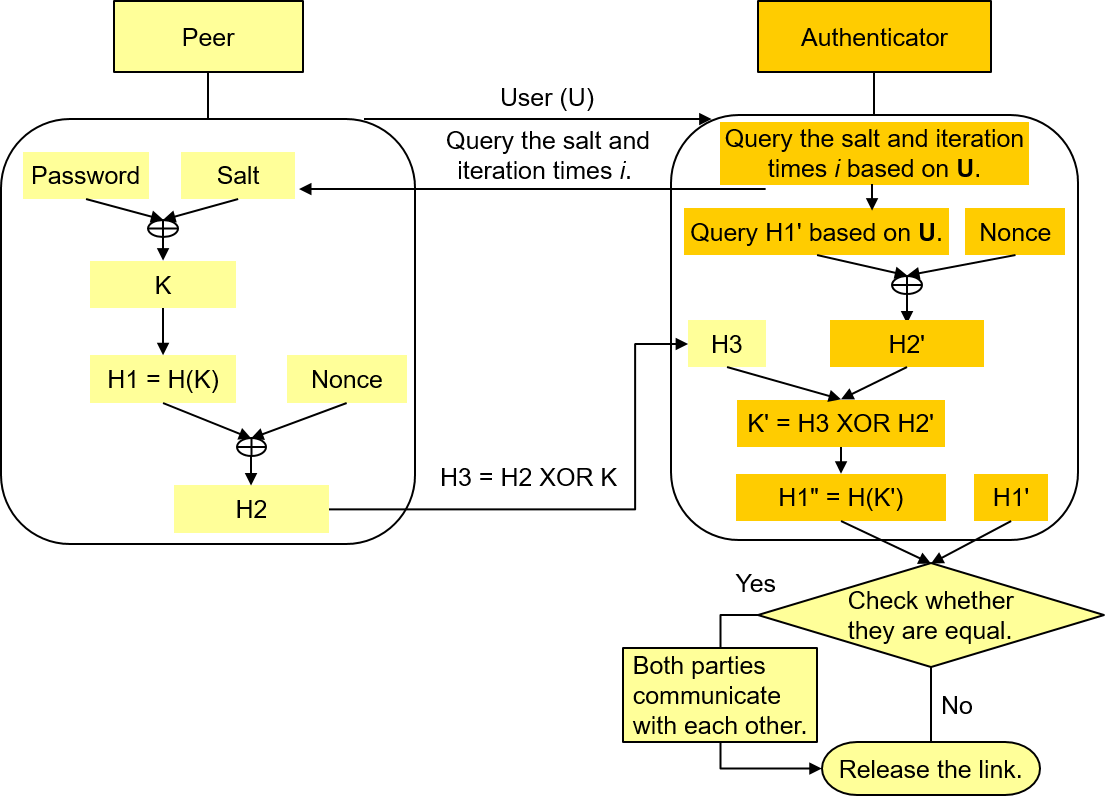 Peer
Authenticator
User (U)
Query the salt and
iteration times i.
Query the salt and iteration
times i based on U.
Password
Salt
Query H1' based on U.
Nonce
K
H3
H2'
H1 = H(K)
Nonce
K' = H3 XOR H2'
H3 = H2 XOR K
H2
H1" = H(K')
H1'
Yes
Check whether
they are equal.
Both parties
communicate
with each other.
No
Release the link.